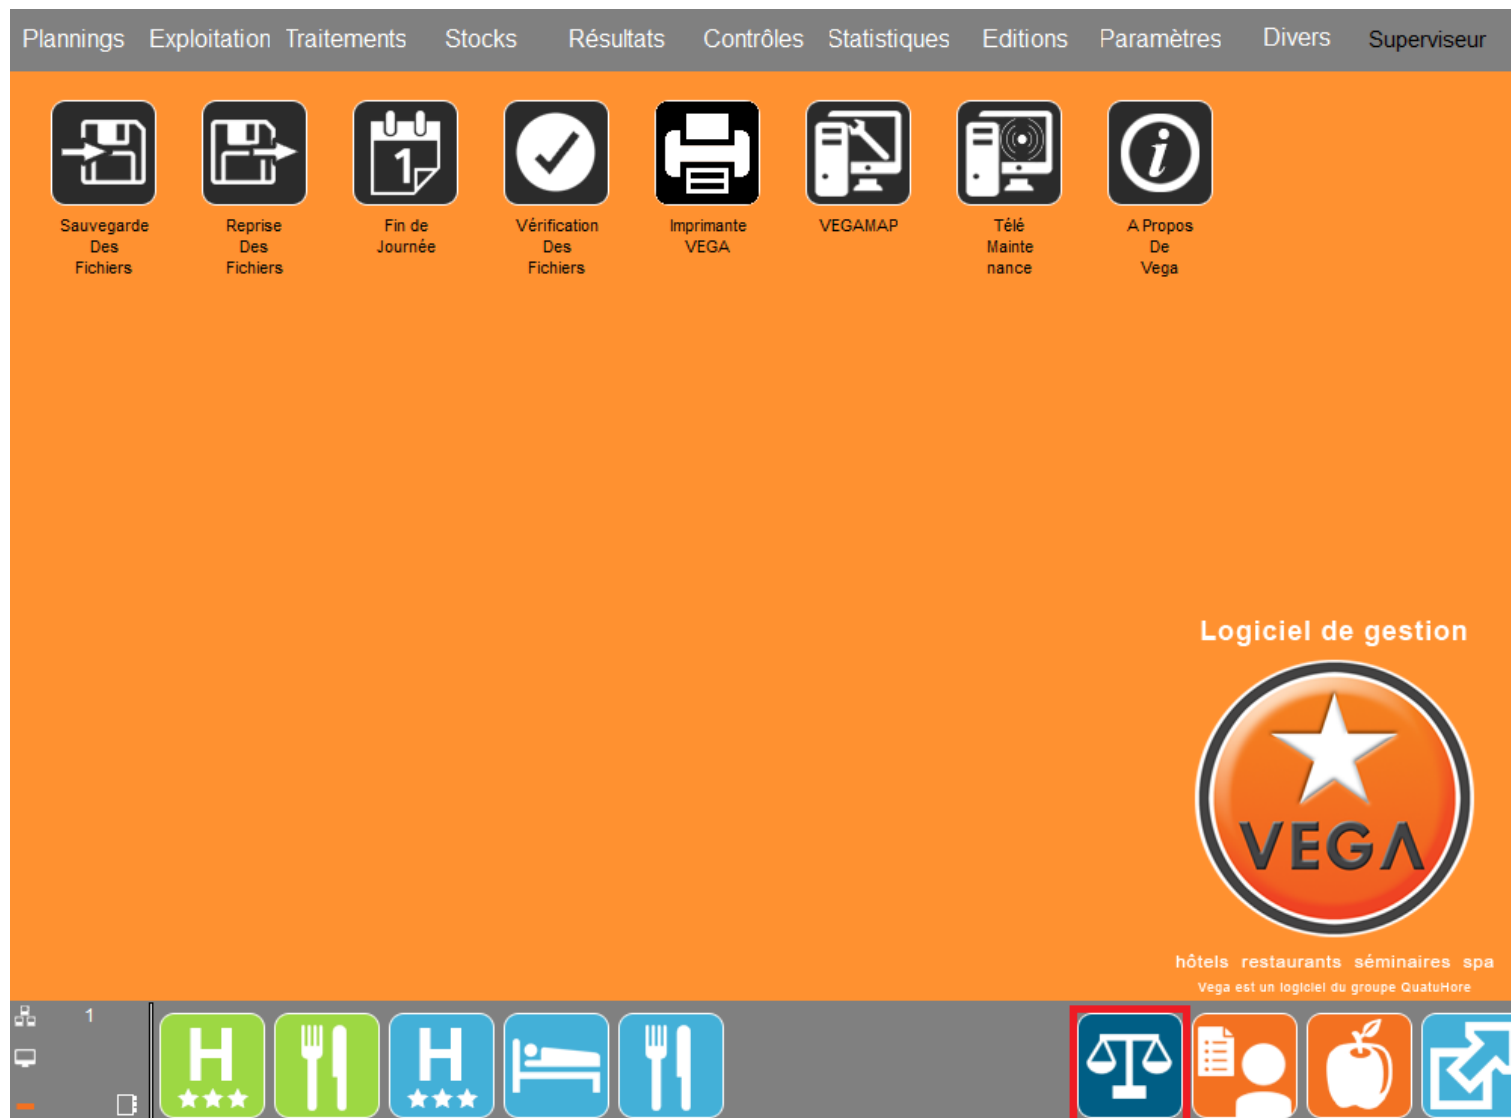 Plannings Exploitation Traitements Stocks Résultats Contrôles Statistiques Editions Paramètres Divers Superviseur
1
Sauvegarde
Des
Fichiers
Reprise
Des
Fichiers
Fin de
Journée
Vérification
Des
Fichiers
Imprimante
VEGA
VEGAMAP
Télé
Mainte
nance
i
A Propos
De
Vega
Logiciel de gestion
VEGA
hôtels restaurants séminaires spa
Vega est un logiciel du groupe QuatuHore
1
H
H